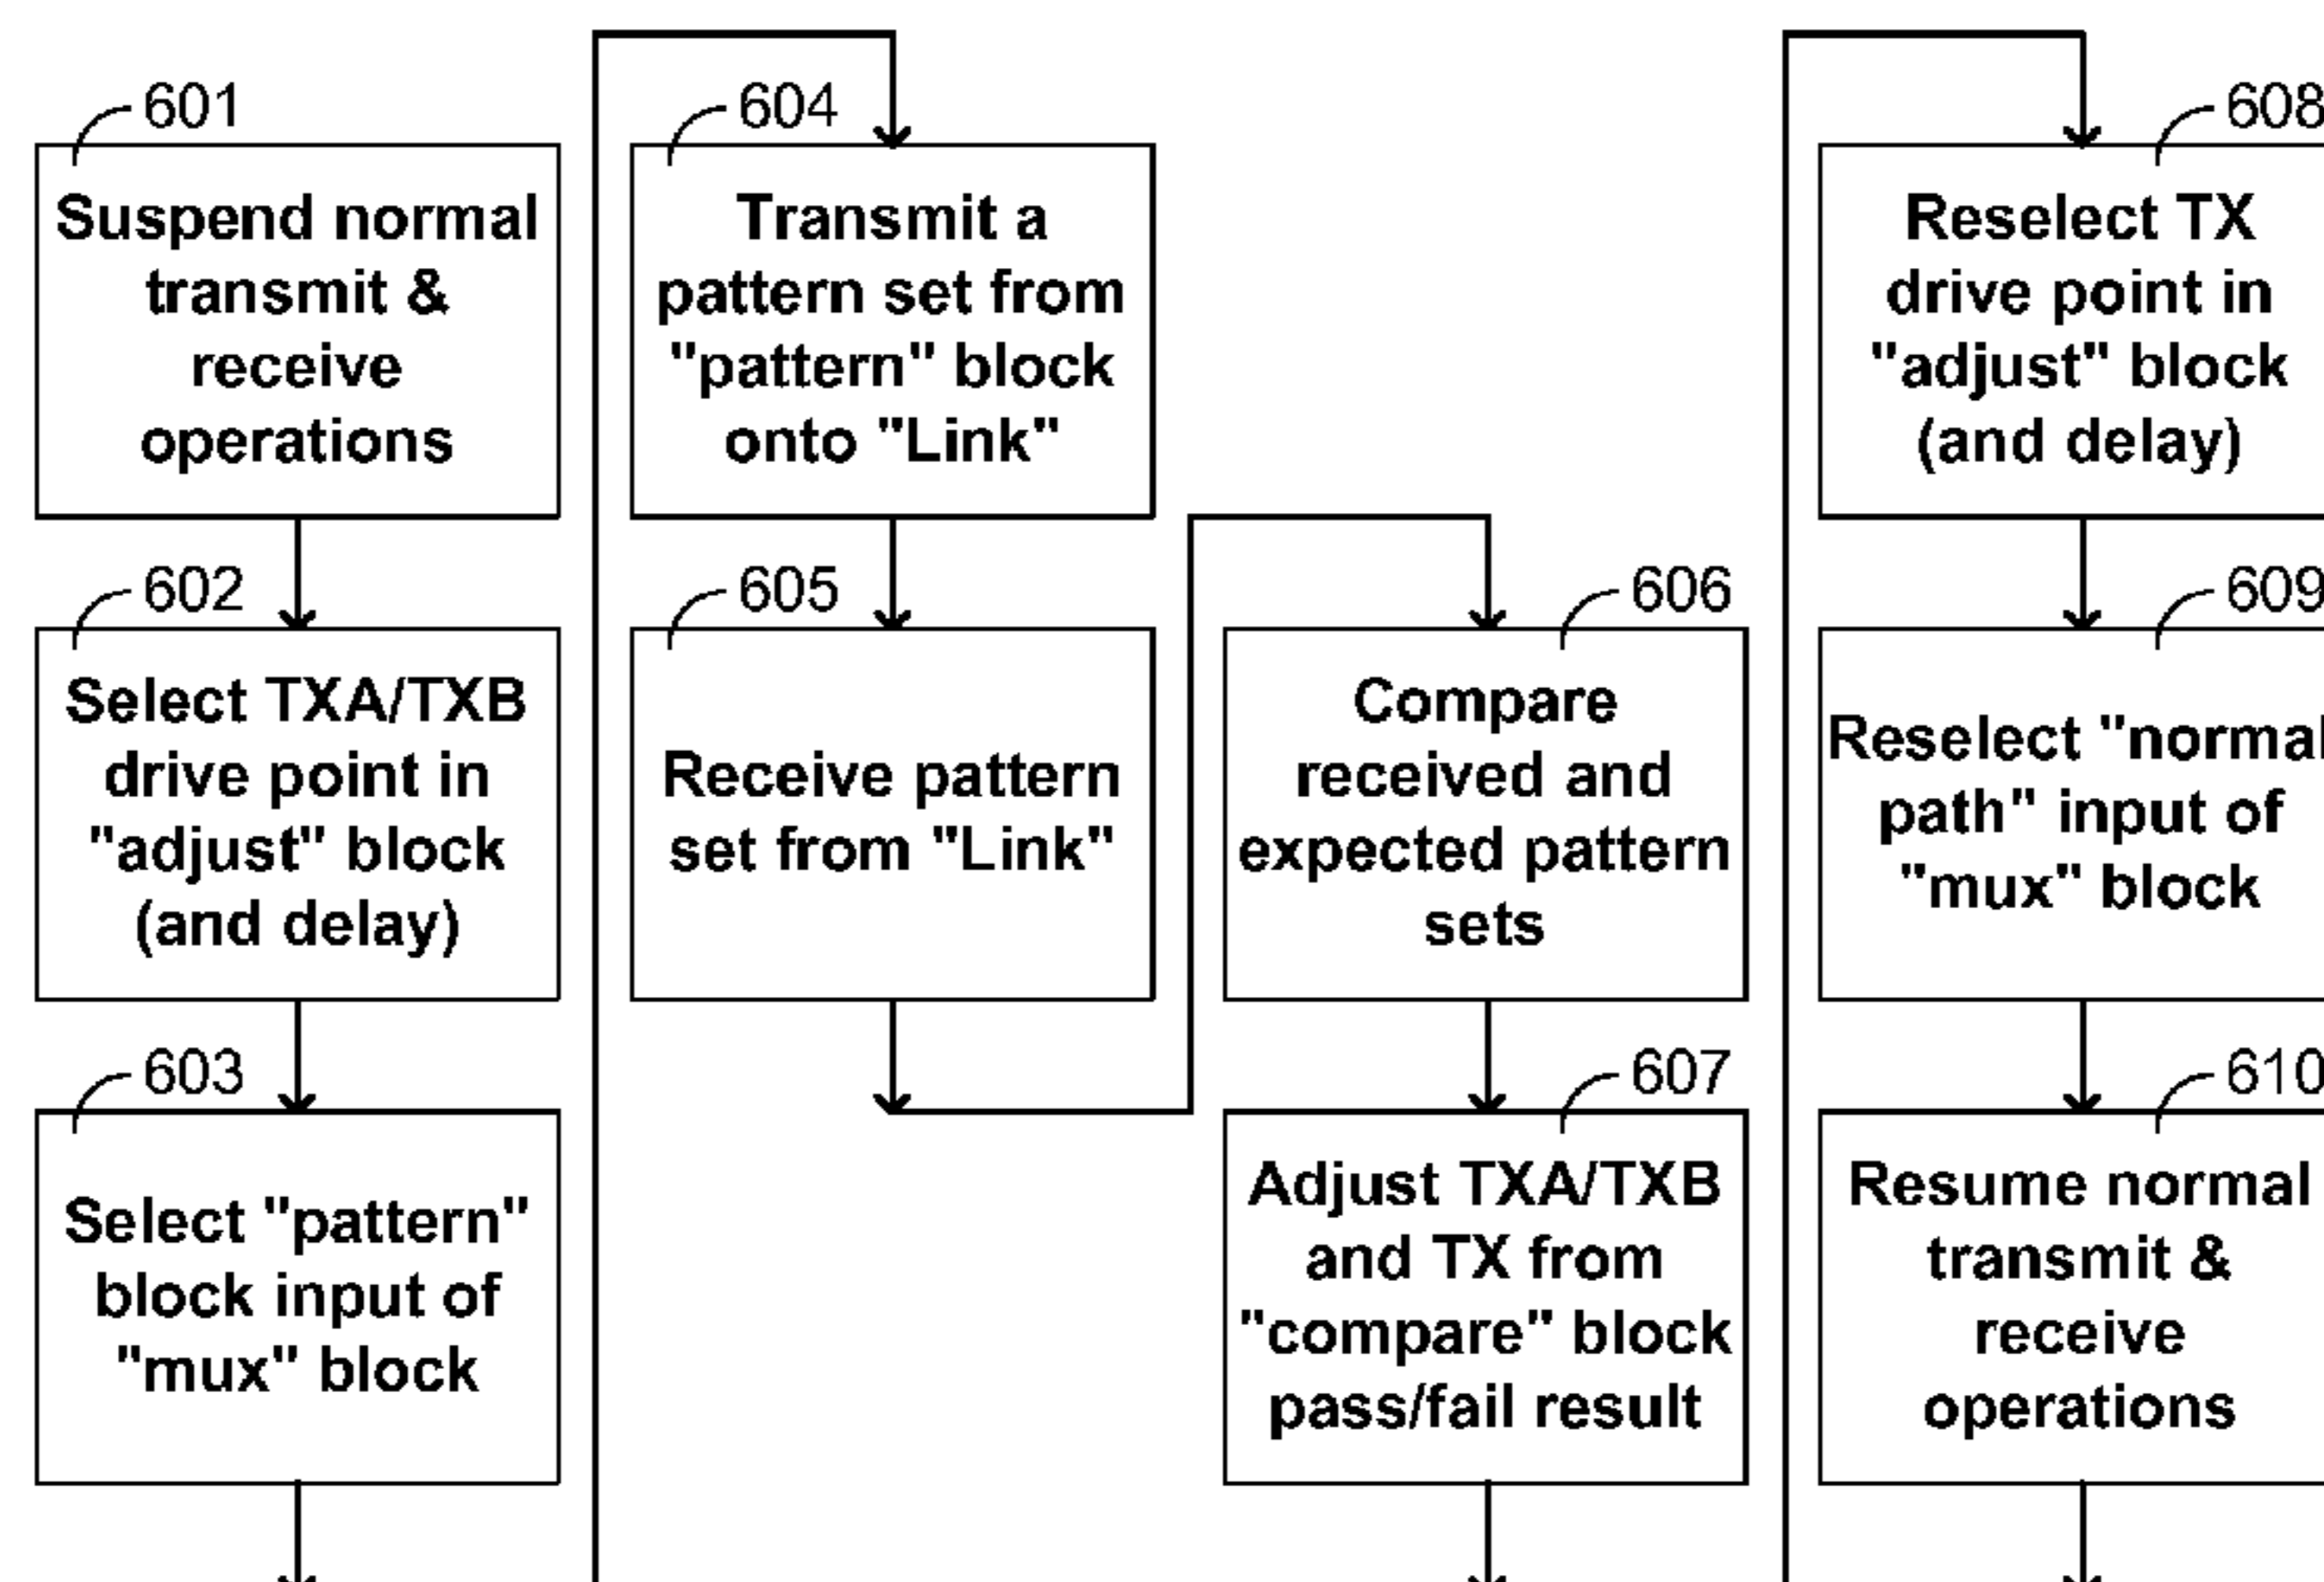 601
Suspend normal
transmit &
receive
operations
602
Select TXA/TXB
drive point in
"adjust" block
(and delay)
603
Select "pattern"
block input of
"mux" block
604
Transmit a
pattern set from
"pattern" block
onto "Link"
605
Receive pattern
set from "Link"
606
Compare
received and
expected pattern
sets
607
Adjust TXA/TXB
and TX from
"compare" block
pass/fail result
608
Reselect TX
drive point in
"adjust" block
(and delay)
609
Reselect "normal
path" input of
"mux" block
610
Resume normal
transmit &
receive
operations